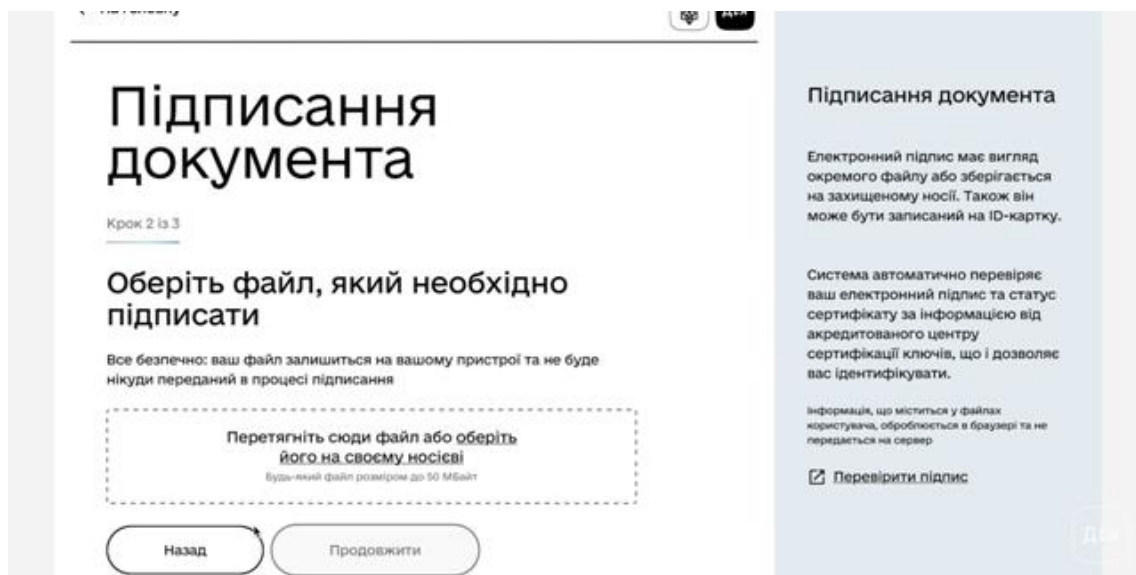 Підписання
документа
Крок 2 із 3
Оберіть файл, який необхідно
підписати
Все безпечно: ваш файл залишиться на вашому пристрої та не буде
нікуди переданий в процесі підписання
Перетягніть сюди файл або оберіть
його на своєму носієві
Будь-який файл розміром до 50 МБайт
Назад
Продовжити
Підписання документа
Електронний підпис має вигляд
окремого файлу або зберігається
на захищеному носії. Також він
може бути записаний на ID-картку.
Система автоматично перевіряє
ваш електронний підпис та статус
сертифікату за інформацією від
акредитованого центру
сертифікації ключів, що і дозволяє
вас ідентифікувати.
Інформація, що міститься у файлах
користувача, оброблюється в браузері та не
передається на сервер
Перевірити підпис
Дія